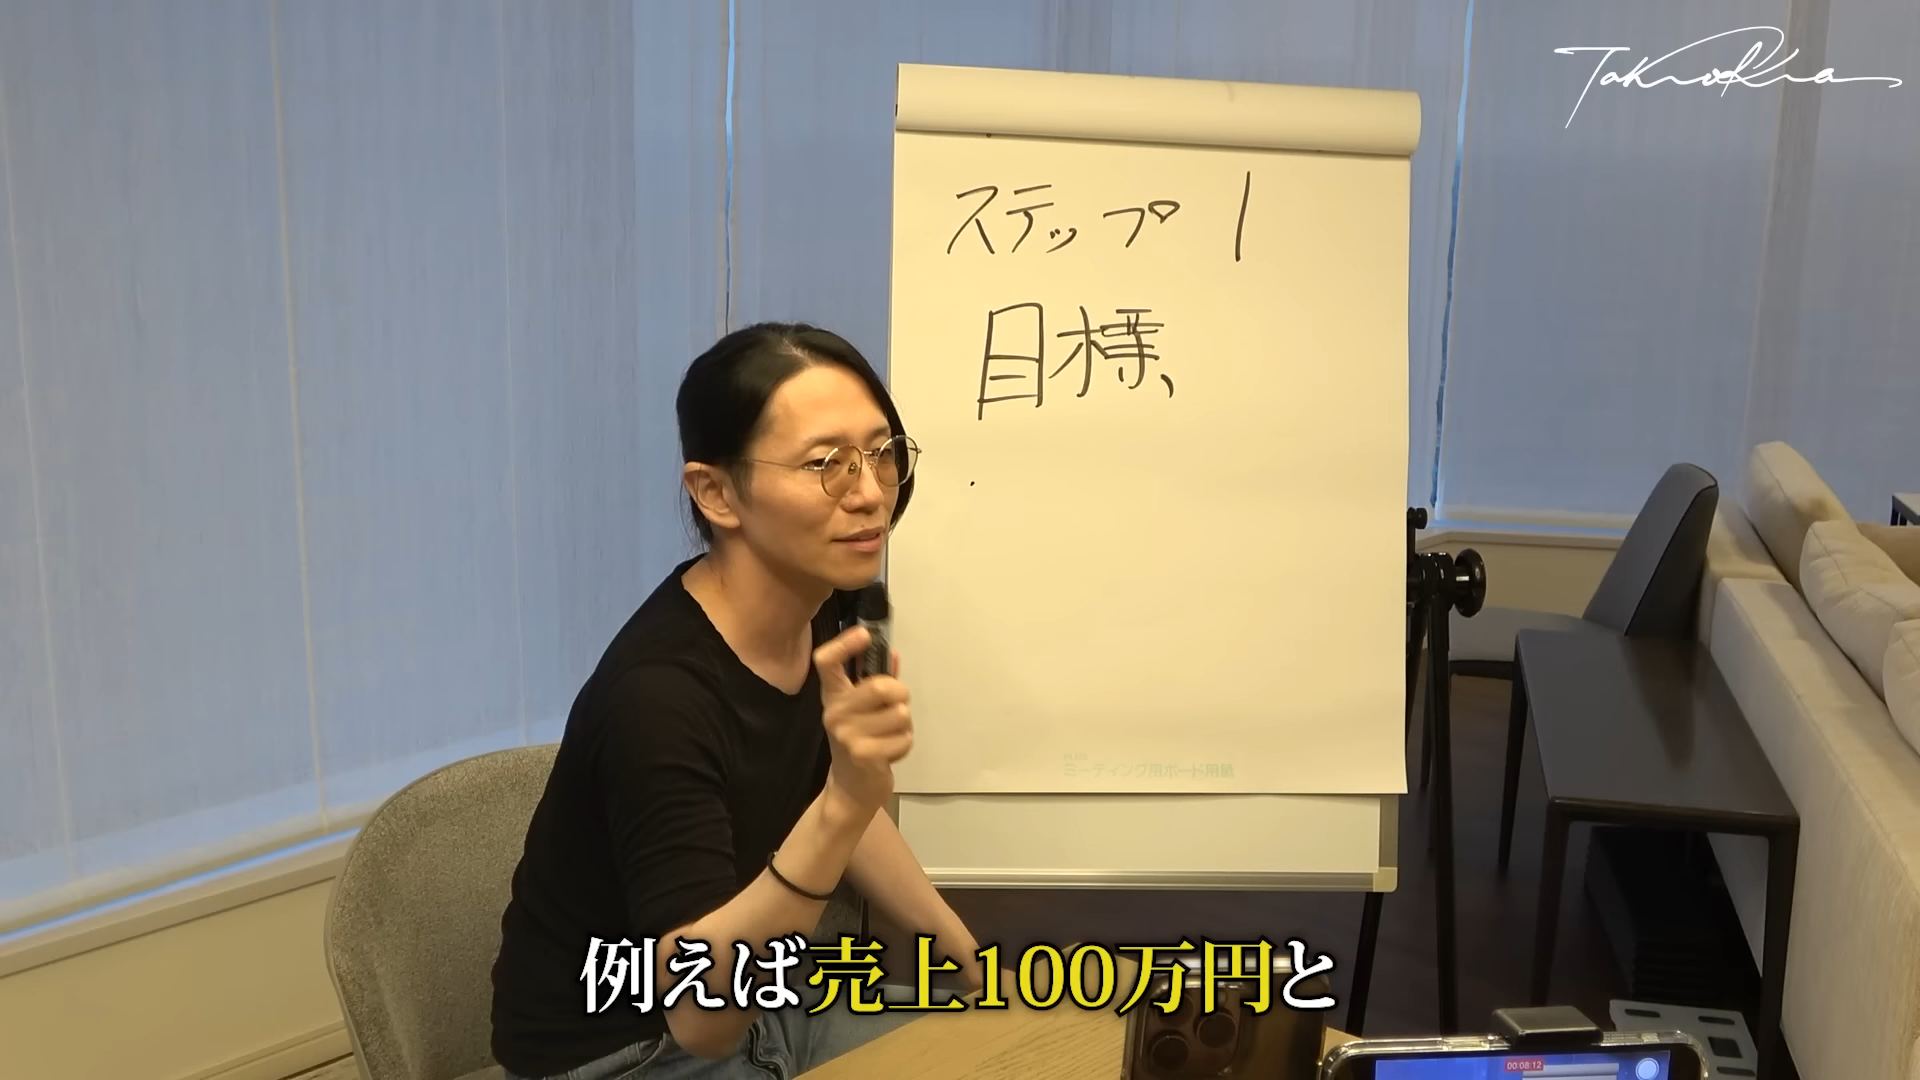 ステップ 1
目標、
ミーティング用ボード用紙
例えば売上100万円と
00:08:12